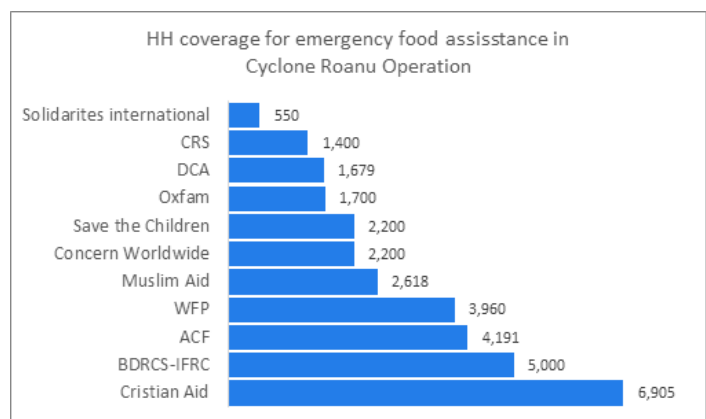 HH coverage for emergency food assisstance in
Cyclone Roanu Operation
Solidarites international 550
CRS 1,400
DCA 1,679
Oxfam 1,700
Save the Children 2,200
Concern Worldwide 2,200
Muslim Aid 2,618
WFP 3,960
ACF 4,191
BDRCS-IFRC 5,000
Cristian Aid 6,905